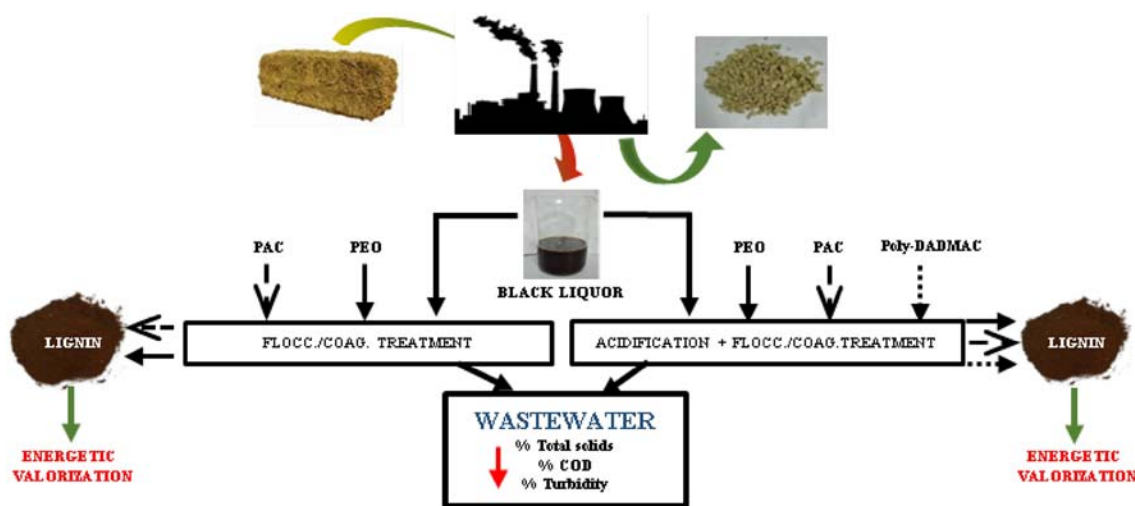 PAC
PEO
BLACK LIQUOR
PEO
PAC
Poly-DADMAC
LIGNIN
FLOCC./COAG. TREATMENT
ACIDIFICATION + FLOCC./COAG.TREATMENT
LIGNIN
WASTEWATER
% Total solids
% COD
% Turbidity
ENERGETIC
VALORIZATION
ENERGETIC
VALORIZATION